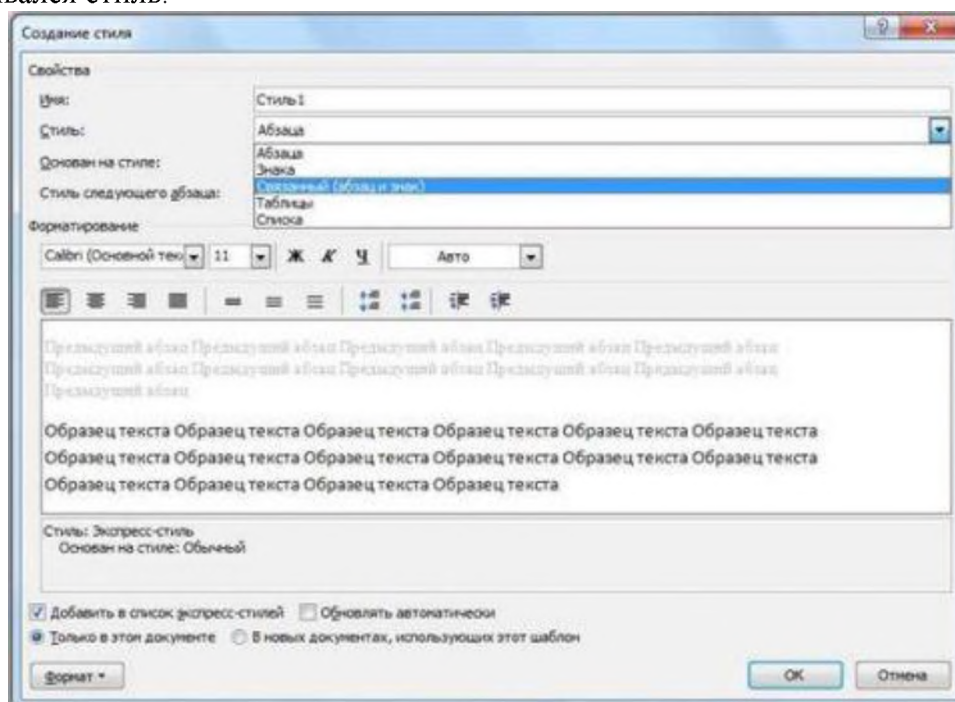 вался стиль.
Создание стиля
Свойства
Имя: Стиль1
Стиль: Абзаца
Абзаца
Основан на стиле: Знака
Связанный (абзац и знак)
Стиль следующего абзаца: Таблицы
Списка
Форматирование
Calibri (Основной тек 11 Ж К Ч Авто
Предыдущий абзац Предыдущий абзац Предыдущий абзац Предыдущий абзац Предыдущий абзац
Предыдущий абзац Предыдущий абзац Предыдущий абзац Предыдущий абзац Предыдущий абзац
Предыдущий абзац
Образец текста Образец текста Образец текста Образец текста Образец текста Образец текста
Образец текста Образец текста Образец текста Образец текста Образец текста Образец текста
Образец текста Образец текста Образец текста Образец текста
Стиль: Экспресс-стиль
Основан на стиле: Обычный
Добавить в список экспресс-стилей Обновлять автоматически
Только в этом документе В новых документах, использующих этот шаблон
Формат ОК Отмена